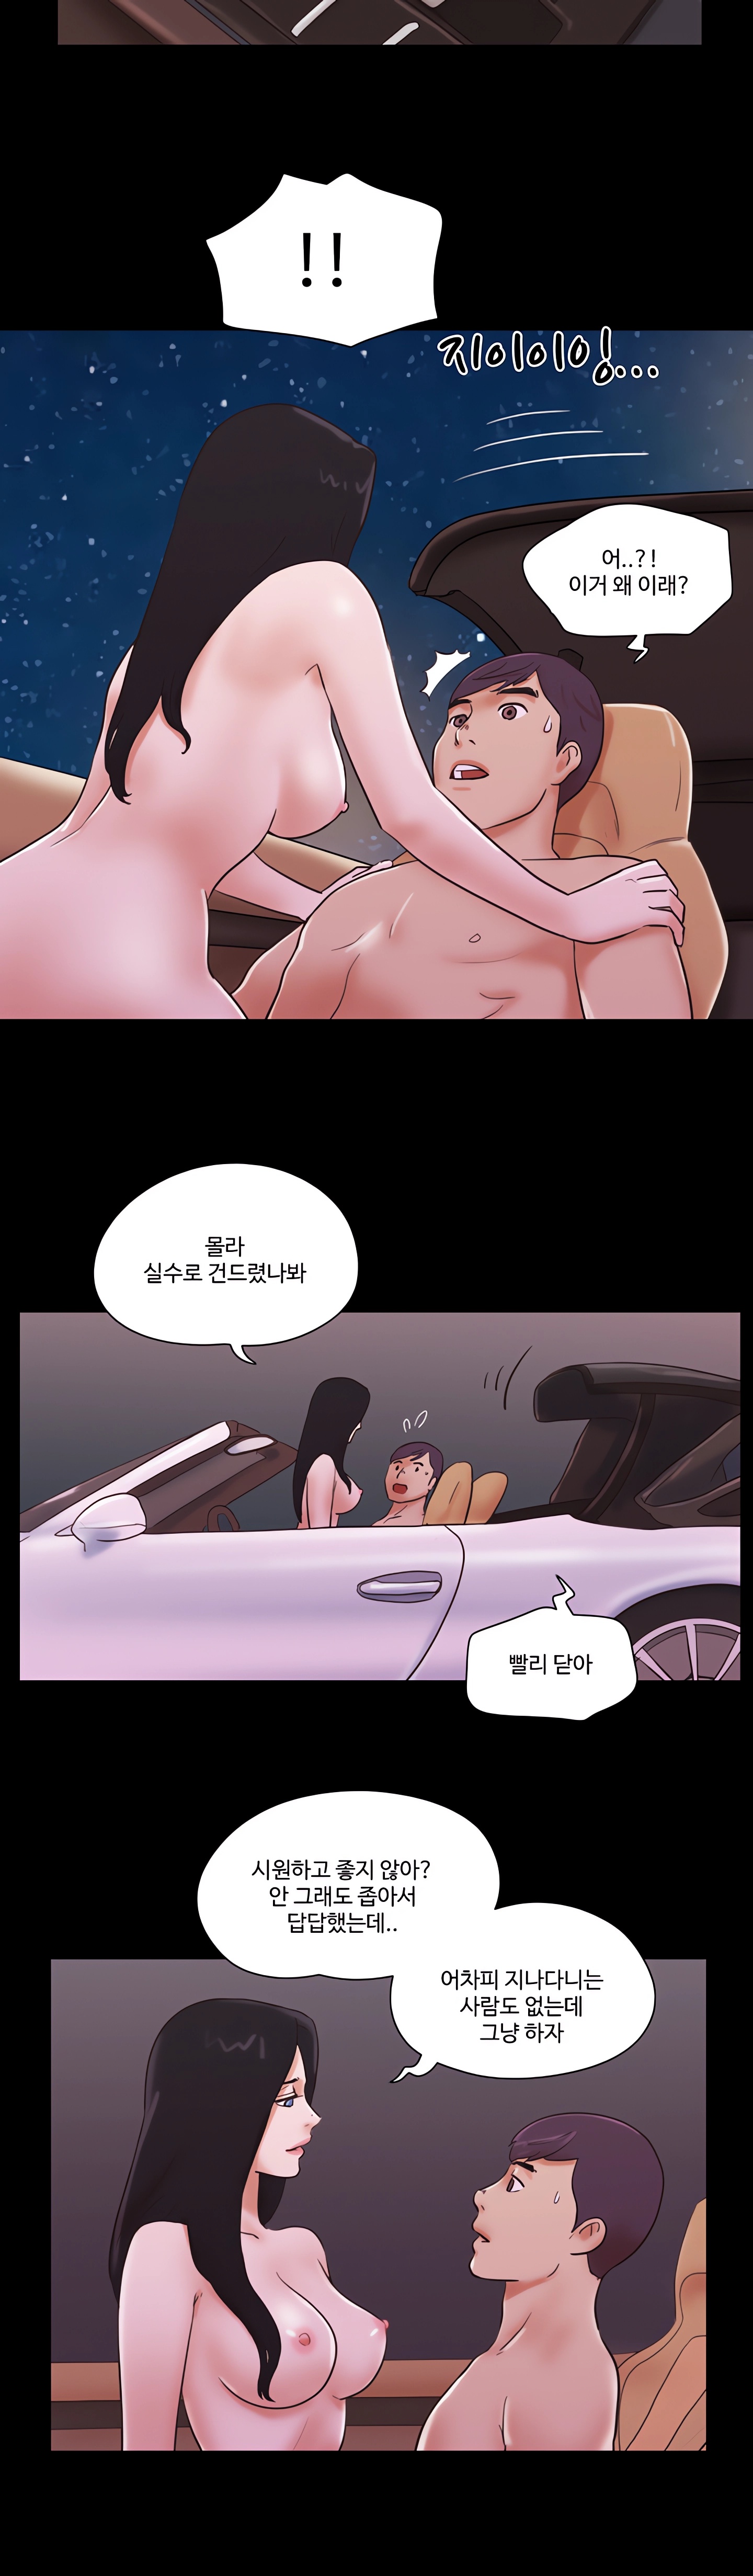 !!
지이이이잉...
어..?!
이거 왜 이래?
몰라
실수로 건드렸나봐
빨리 닫아
시원하고 좋지 않아?
안 그래도 좁아서
답답했는데..
어차피 지나다니는
사람도 없는데
그냥 하자